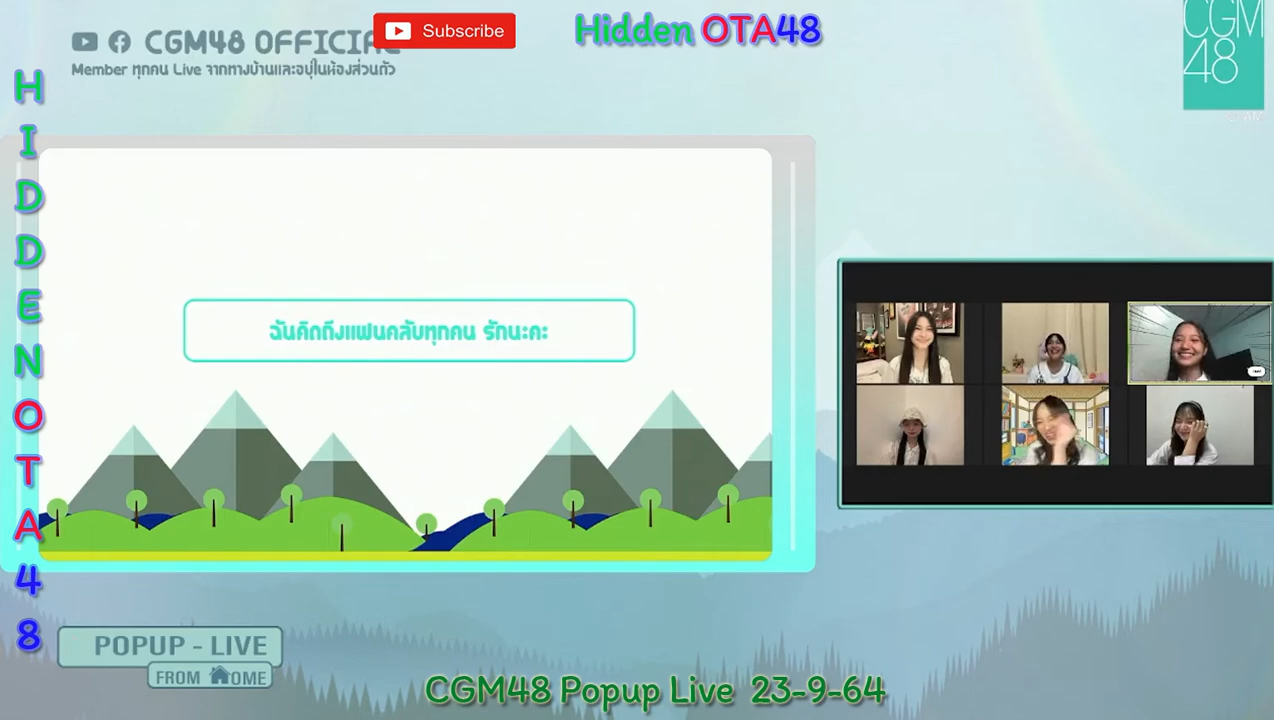 CGM48 OFFICIAL
Subscribe
Hidden OTA48
Member ทุกคน Live จากทางบ้านและอยู่ในห้องส่วนตัว
CGM
48
HIDDENOTA48
ฉันคิดถึงแฟนคลับทุกคน รักนะคะ
POPUP - LIVE
FROM HOME
CGM48 Popup Live 23-9-64